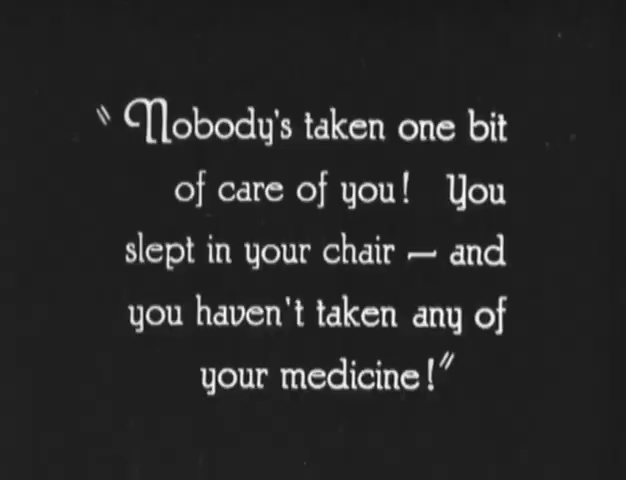 "Nobody's taken one bit
of care of you! You
slept in your chair — and
you haven't taken any of
your medicine!"